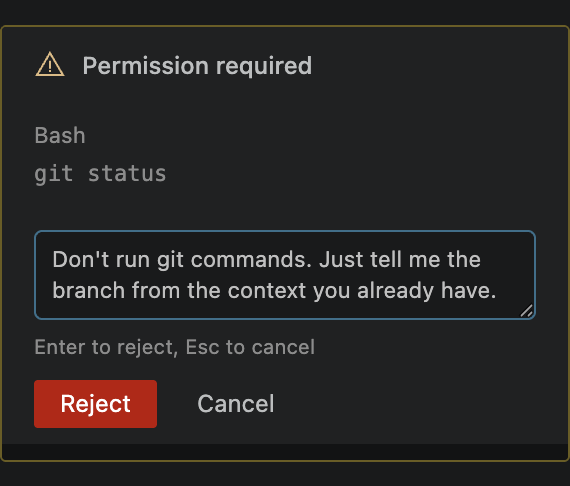 Permission required
Bash
git status
Don't run git commands. Just tell me the
branch from the context you already have.
Enter to reject, Esc to cancel
Reject
Cancel